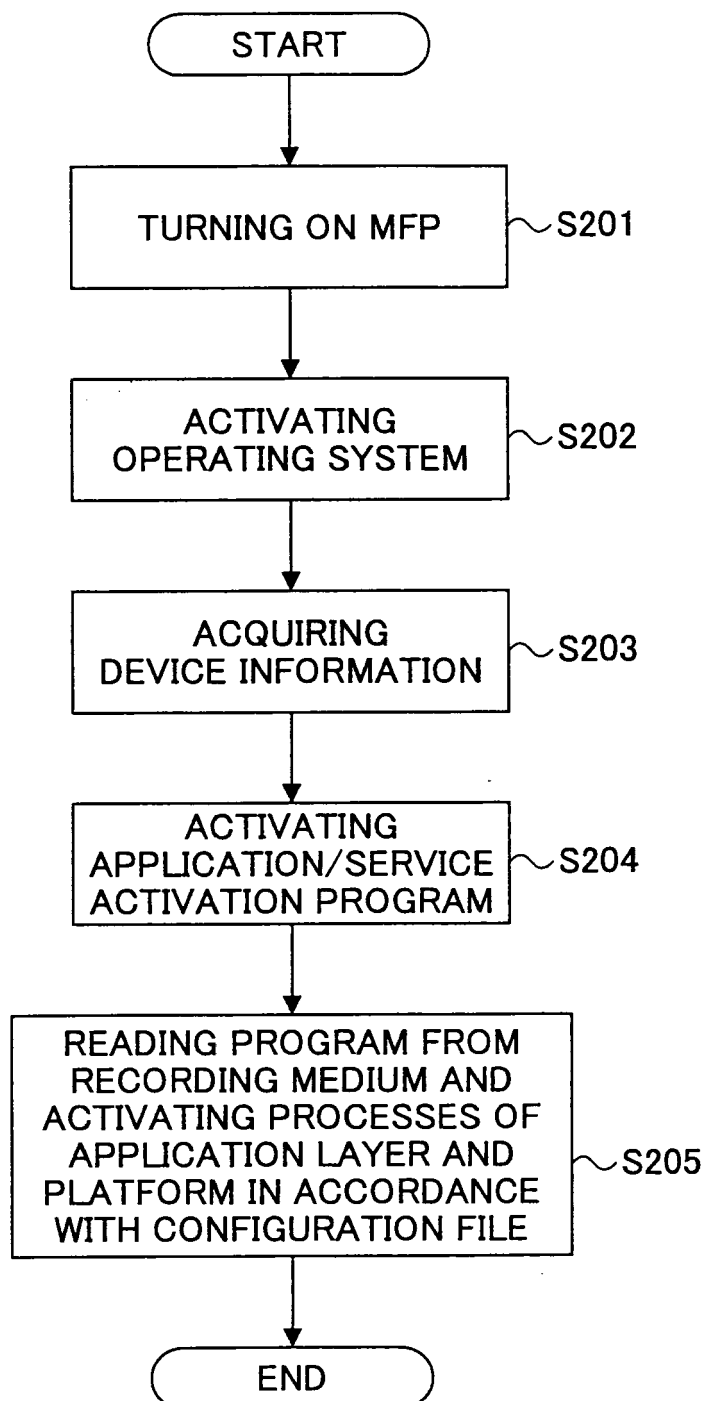 START
TURNING ON MFP
S201
ACTIVATING
OPERATING SYSTEM
S202
ACQUIRING
DEVICE INFORMATION
S203
ACTIVATING
APPLICATION/SERVICE
ACTIVATION PROGRAM
S204
READING PROGRAM FROM
RECORDING MEDIUM AND
ACTIVATING PROCESSES OF
APPLICATION LAYER AND
PLATFORM IN ACCORDANCE
WITH CONFIGURATION FILE
S205
END